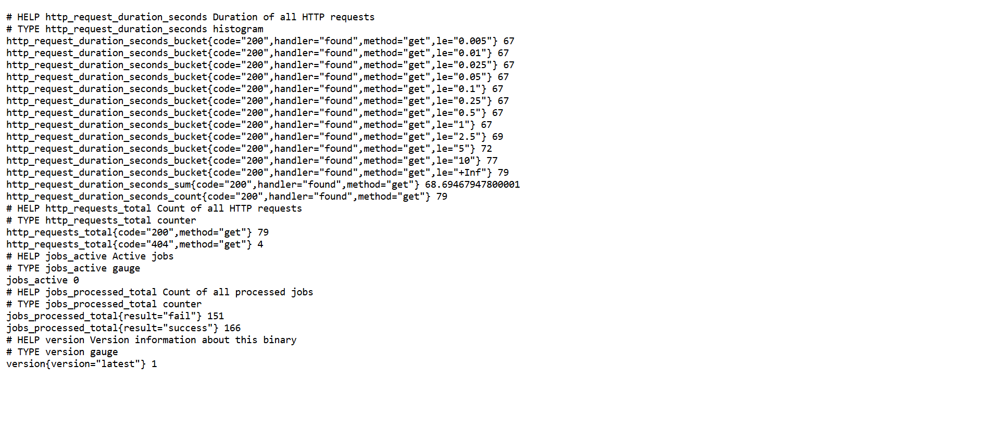 # HELP http_request_duration_seconds Duration of all HTTP requests
# TYPE http_request_duration_seconds histogram
http_request_duration_seconds_bucket{code="200",handler="found",method="get",le="0.005"} 67
http_request_duration_seconds_bucket{code="200",handler="found",method="get",le="0.01"} 67
http_request_duration_seconds_bucket{code="200",handler="found",method="get",le="0.025"} 67
http_request_duration_seconds_bucket{code="200",handler="found",method="get",le="0.05"} 67
http_request_duration_seconds_bucket{code="200",handler="found",method="get",le="0.1"} 67
http_request_duration_seconds_bucket{code="200",handler="found",method="get",le="0.25"} 67
http_request_duration_seconds_bucket{code="200",handler="found",method="get",le="0.5"} 67
http_request_duration_seconds_bucket{code="200",handler="found",method="get",le="1"} 67
http_request_duration_seconds_bucket{code="200",handler="found",method="get",le="2.5"} 69
http_request_duration_seconds_bucket{code="200",handler="found",method="get",le="5"} 72
http_request_duration_seconds_bucket{code="200",handler="found",method="get",le="10"} 77
http_request_duration_seconds_bucket{code="200",handler="found",method="get",le="+Inf"} 79
http_request_duration_seconds_sum{code="200",handler="found",method="get"} 68.69467947800001
http_request_duration_seconds_count{code="200",handler="found",method="get"} 79
# HELP http_requests_total Count of all HTTP requests
# TYPE http_requests_total counter
http_requests_total{code="200",method="get"} 79
http_requests_total{code="404",method="get"} 4
# HELP jobs_active Active jobs
# TYPE jobs_active gauge
jobs_active 0
# HELP jobs_processed_total Count of all processed jobs
# TYPE jobs_processed_total counter
jobs_processed_total{result="fail"} 151
jobs_processed_total{result="success"} 166
# HELP version Version information about this binary
# TYPE version gauge
version{version="latest"} 1